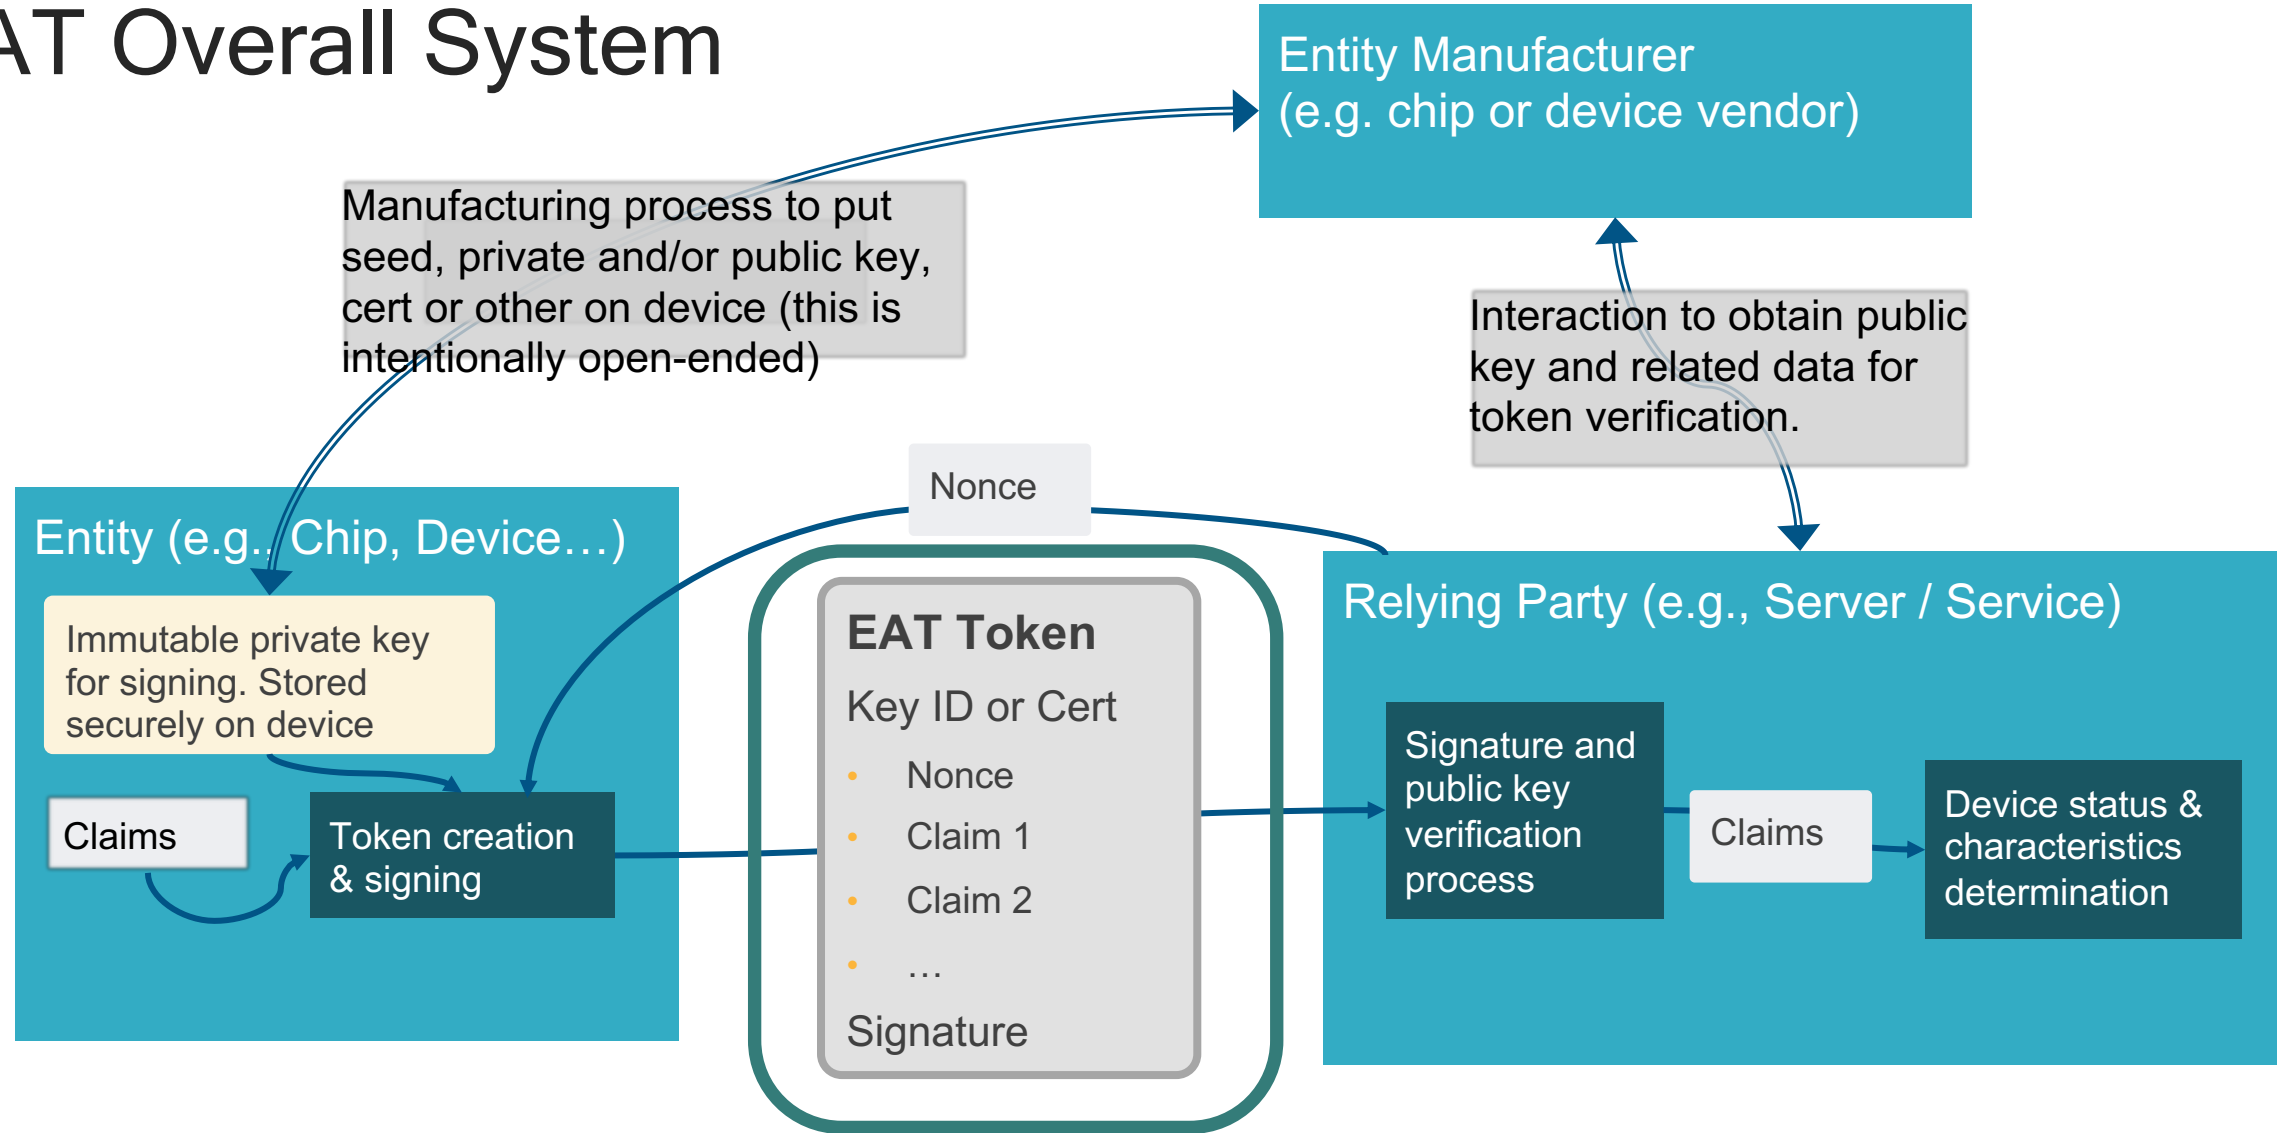 AT Overall System
Entity Manufacturer
(e.g. chip or device vendor)
Manufacturing process to put
seed, private and/or public key,
cert or other on device (this is
intentionally open-ended)
Interaction to obtain public
key and related data for
token verification.
Nonce
Entity (e.g., Chip, Device…)
Immutable private key
for signing. Stored
securely on device
Claims
Token creation
& signing
EAT Token
Key ID or Cert
• Nonce
• Claim 1
• Claim 2
• …
Signature
Relying Party (e.g., Server / Service)
Signature and
public key
verification
process
Claims
Device status &
characteristics
determination